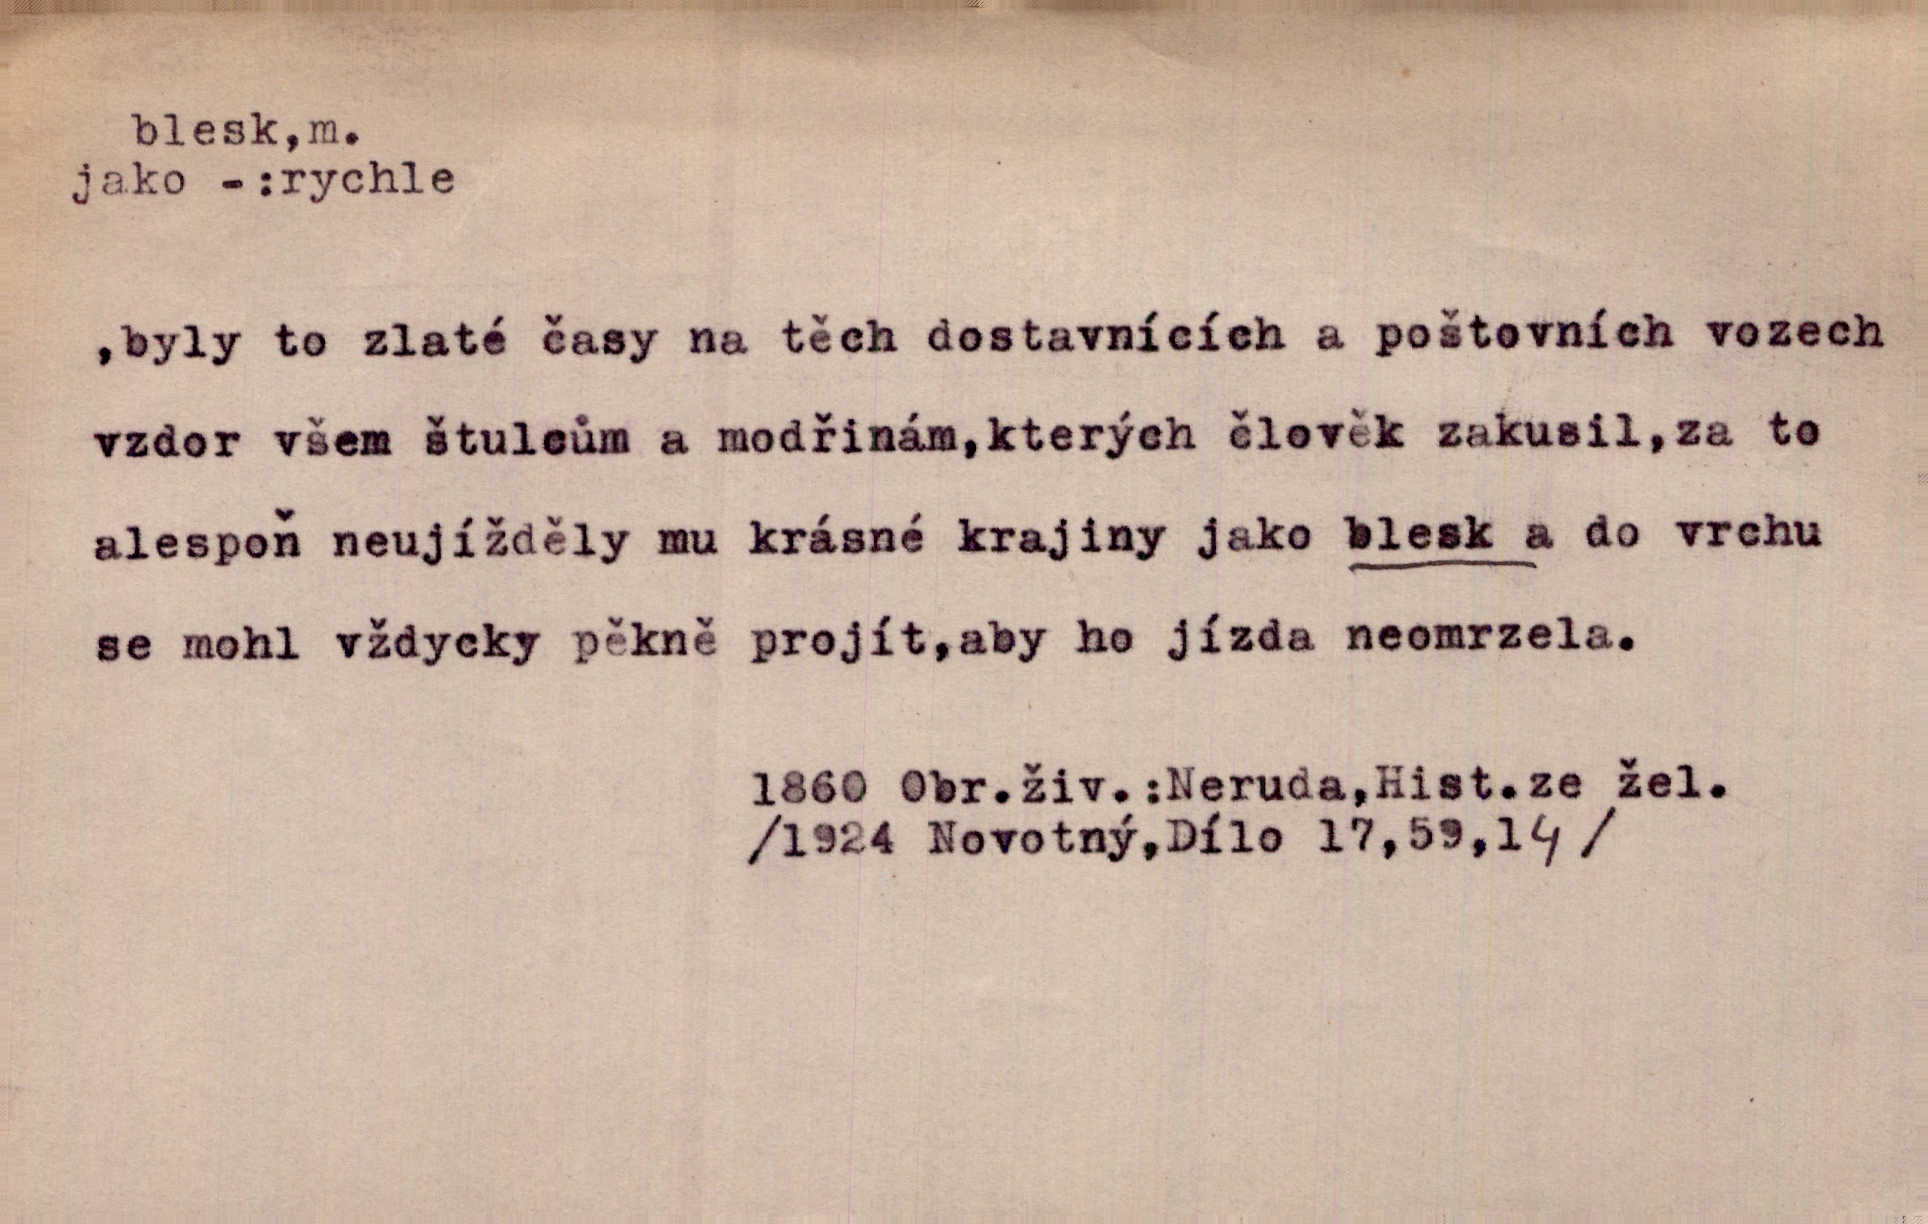 blesk,m.
jako -:rychle
,byly to zlaté časy na těch dostavnících a poštovních vozech
vzdor všem štulcům a modřinám,kterých člověk zakusil,za to
alespoň neujížděly mu krásné krajiny jako blesk a do vrchu
se mohl vždycky pěkně projít,aby ho jízda neomrzela.
1860 Obr.živ.:Neruda,Hist.ze žel.
/1924 Novotný,Dílo 17,59,14/